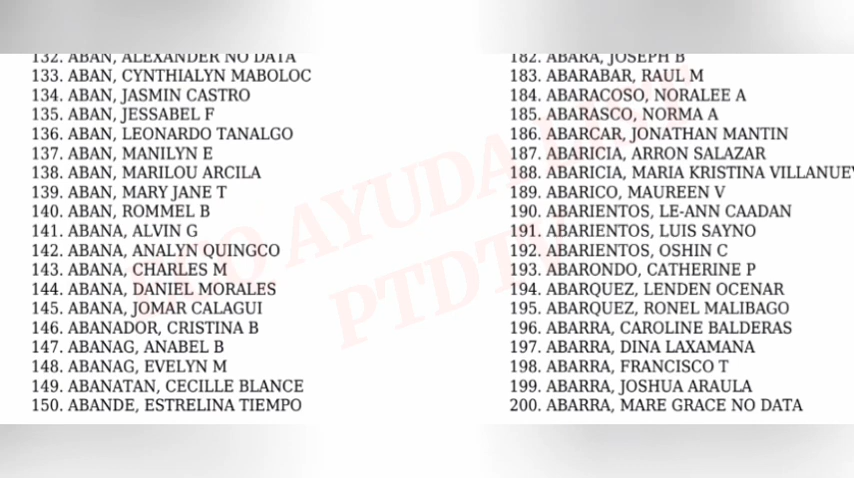 132. ABAN, ALEXANDER NO DATA
133. ABAN, CYNTHIALYN MABOLOC
134. ABAN, JASMIN CASTRO
135. ABAN, JESSABEL F
136. ABAN, LEONARDO TANALGO
137. ABAN, MANILYN E
138. ABAN, MARILOU ARCILA
139. ABAN, MARY JANE T
140. ABAN, ROMMEL B
141. ABANA, ALVIN G
142. ABANA, ANALYN QUINGCO
143. ABANA, CHARLES M
144. ABANA, DANIEL MORALES
145. ABANA, JOMAR CALAGUI
146. ABANADOR, CRISTINA B
147. ABANAG, ANABEL B
148. ABANAG, EVELYN M
149. ABANATAN, CECILLE BLANCE
150. ABANDE, ESTRELINA TIEMPO
182. ABARA, JOSEPH B
183. ABARABAR, RAUL M
184. ABARACOSO, NORALEE A
185. ABARASCO, NORMA A
186. ABARCAR, JONATHAN MANTIN
187. ABARICIA, ARRON SALAZAR
188. ABARICIA, MARIA KRISTINA
189. ABARICO, MAUREEN V
190. ABARIENTOS, LE-ANN CAADAN
191. ABARIENTOS, LUIS SAYNO
192. ABARIENTOS, OSHIN C
193. ABARONDO, CATHERINE P
194. ABARQUEZ, LENDEN OCENAR
195. ABARQUEZ, RONEL MALIBAGO
196. ABARRA, CAROLINE BALDERAS
197. ABARRA, DINA LAXAMANA
198. ABARRA, FRANCISCO T
199. ABARRA, JOSHUA ARAULA
200. ABARRA, MARE GRACE NO DATA
AYUDA